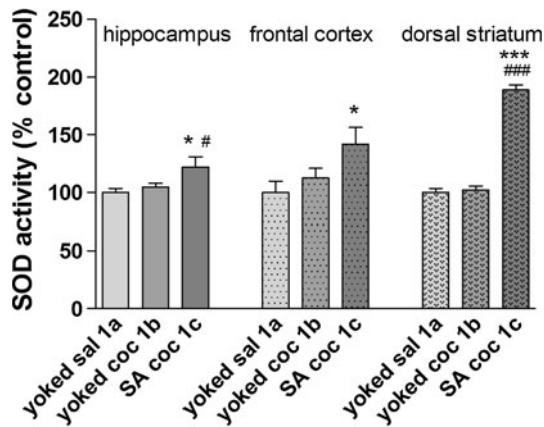 hippocampus frontal cortex dorsal striatum
SOD activity (% control)
250
200
150
100
50
0
* #
*
***
###
yoked sal 1a
yoked coc 1b
SA coc 1c
yoked sal 1a
yoked coc 1b
SA coc 1c
yoked sal 1a
yoked coc 1b
SA coc 1c